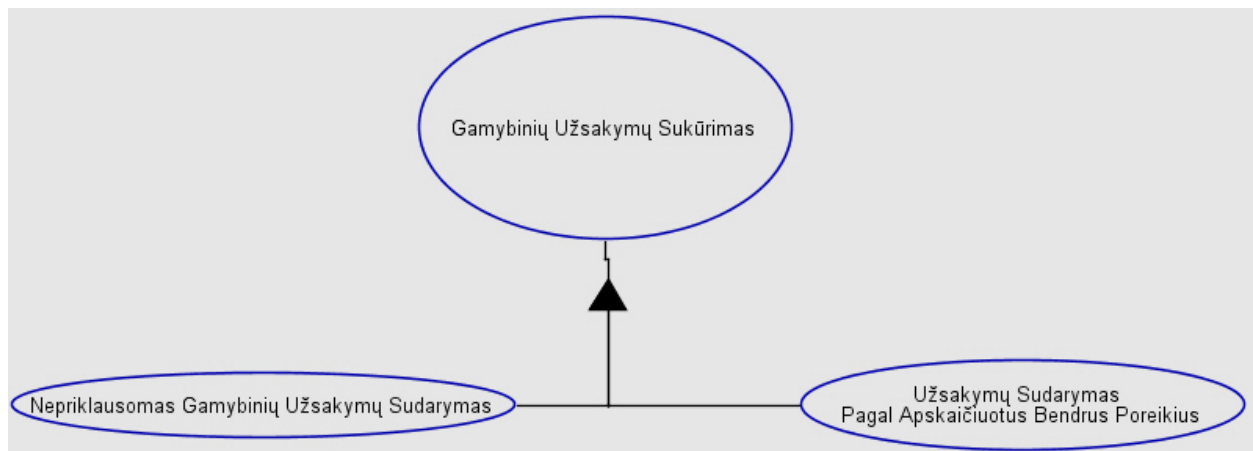 Gamybinių Užsakymų Sukūrimas
Nepriklausomas Gamybinių Užsakymų Sudarymas
Užsakymų Sudarymas
Pagal Apskaičiuotus Bendrus Poreikius